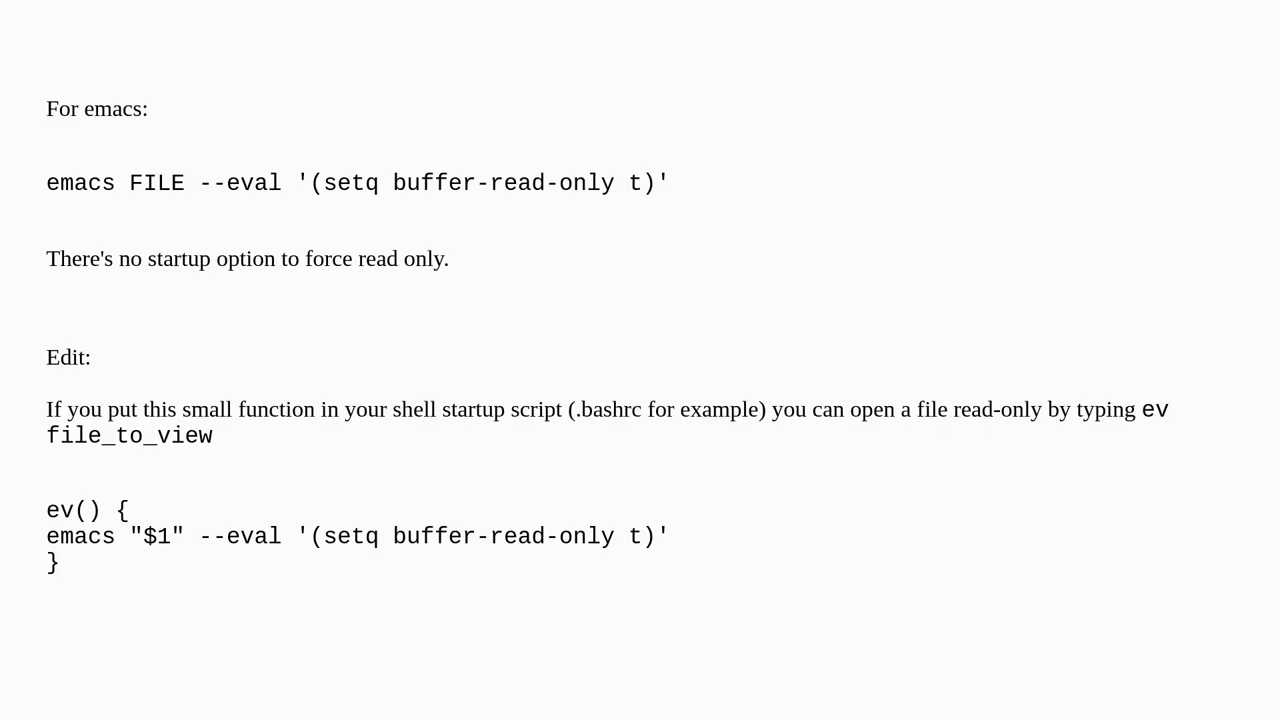 For emacs:
emacs FILE --eval '(setq buffer-read-only t)'
There's no startup option to force read only.
Edit:
If you put this small function in your shell startup script (.bashrc for example) you can open a file read-only by typing ev
file_to_view
ev() {
emacs "$1" --eval '(setq buffer-read-only t)'
}